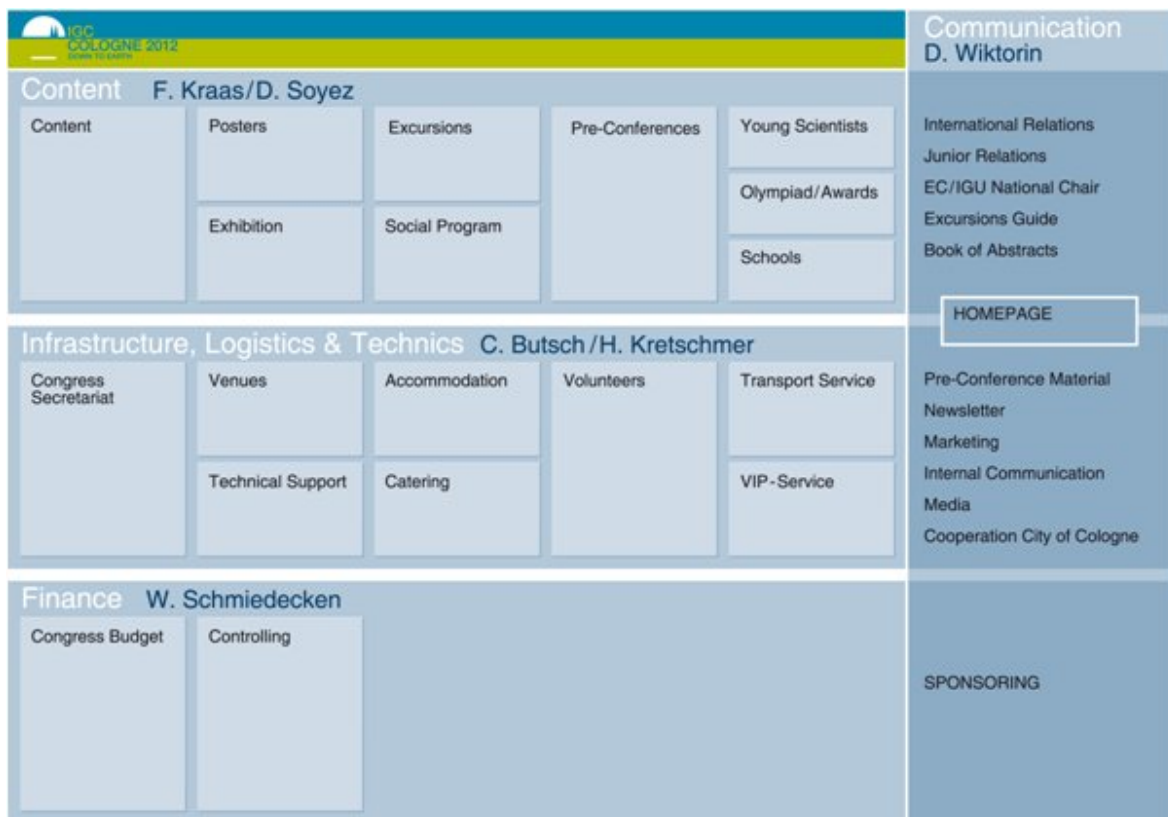 IGC
COLOGNE 2012
DOWN TO EARTH
Communication
D. Wiktorin
Content F. Kraas/D. Soyez
Content
Posters
Excursions
Pre-Conferences
Young Scientists
Olympiad/Awards
Exhibition
Social Program
Schools
International Relations
Junior Relations
EC/IGU National Chair
Excursions Guide
Book of Abstracts
HOMEPAGE
Infrastructure, Logistics & Technics C. Butsch/H. Kretschmer
Congress
Secretariat
Venues
Accommodation
Volunteers
Transport Service
Technical Support
Catering
VIP-Service
Pre-Conference Material
Newsletter
Marketing
Internal Communication
Media
Cooperation City of Cologne
Finance W. Schmiedecken
Congress Budget
Controlling
SPONSORING